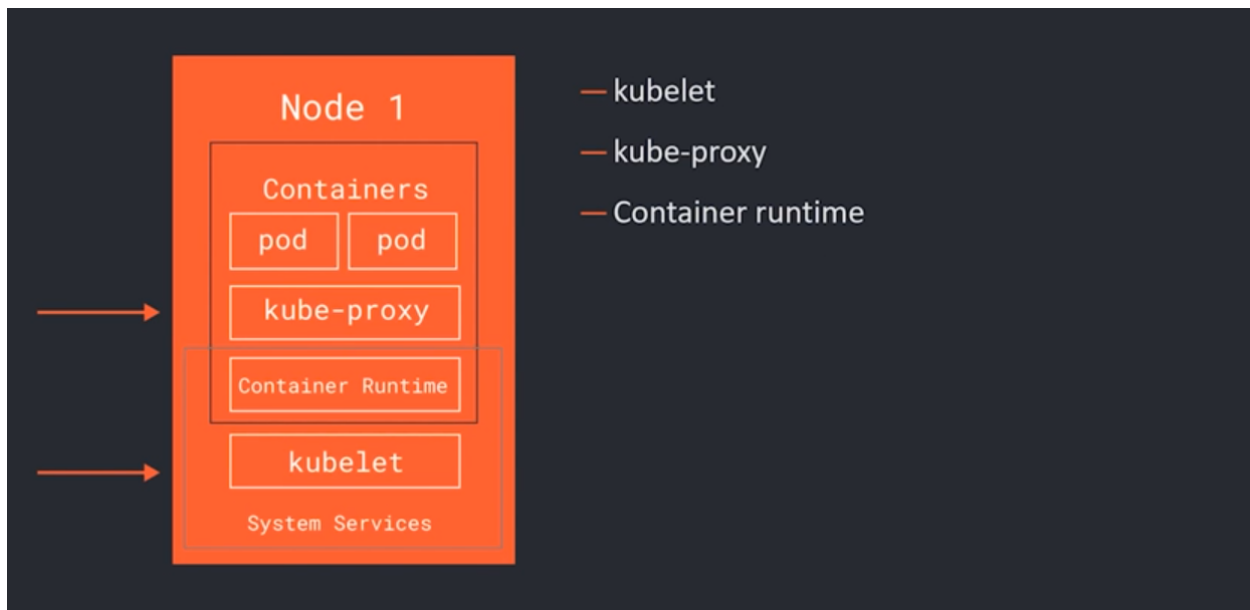 Node 1
Containers
pod pod
kube-proxy
Container Runtime
kubelet
System Services
— kubelet
— kube-proxy
— Container runtime